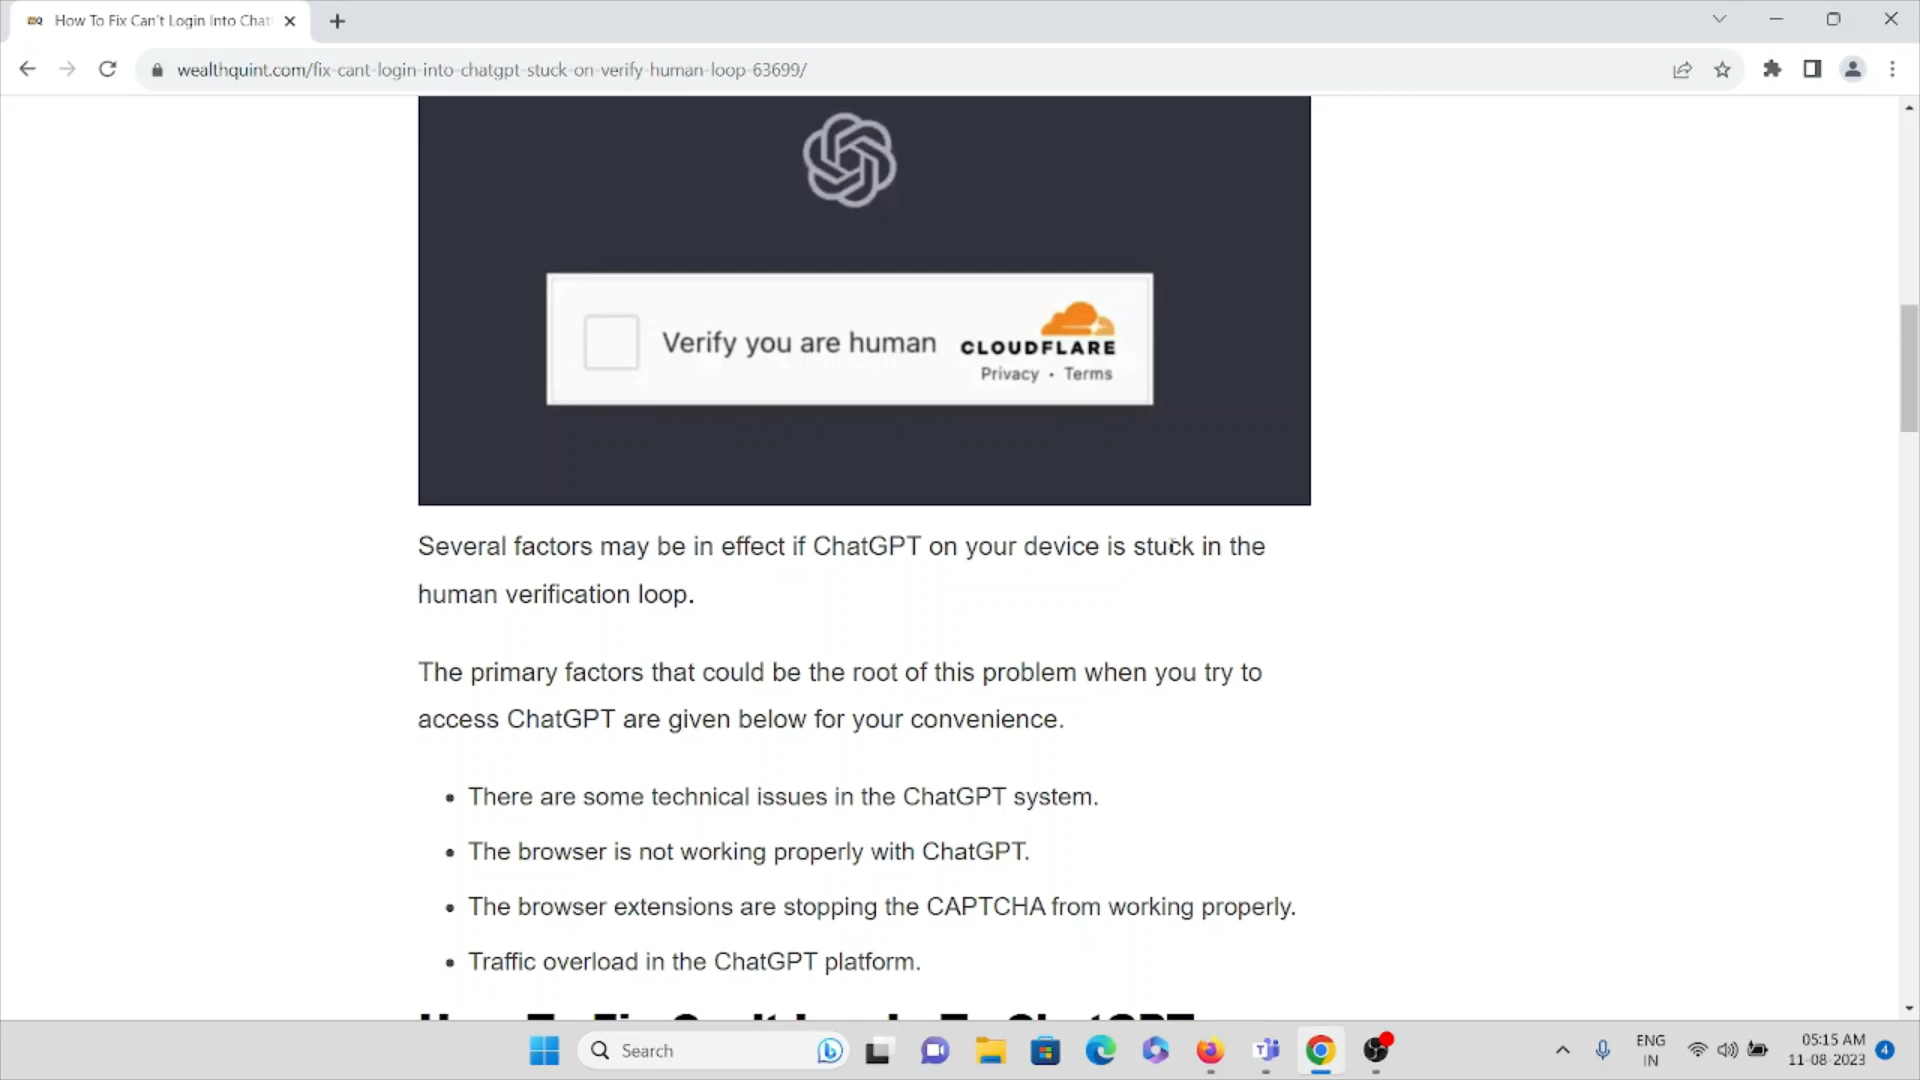 How To Fix Can't Login Into Chat
wealthquint.com/fix-cant-login-into-chatgpt-stuck-on-verify-human-loop-63699/
Verify you are human
CLOUDFLARE
Privacy • Terms
Several factors may be in effect if ChatGPT on your device is stuck in the
human verification loop.
The primary factors that could be the root of this problem when you try to
access ChatGPT are given below for your convenience.
• There are some technical issues in the ChatGPT system.
• The browser is not working properly with ChatGPT.
• The browser extensions are stopping the CAPTCHA from working properly.
• Traffic overload in the ChatGPT platform.
Search
ENG
IN
05:15 AM
11-08-2023
4